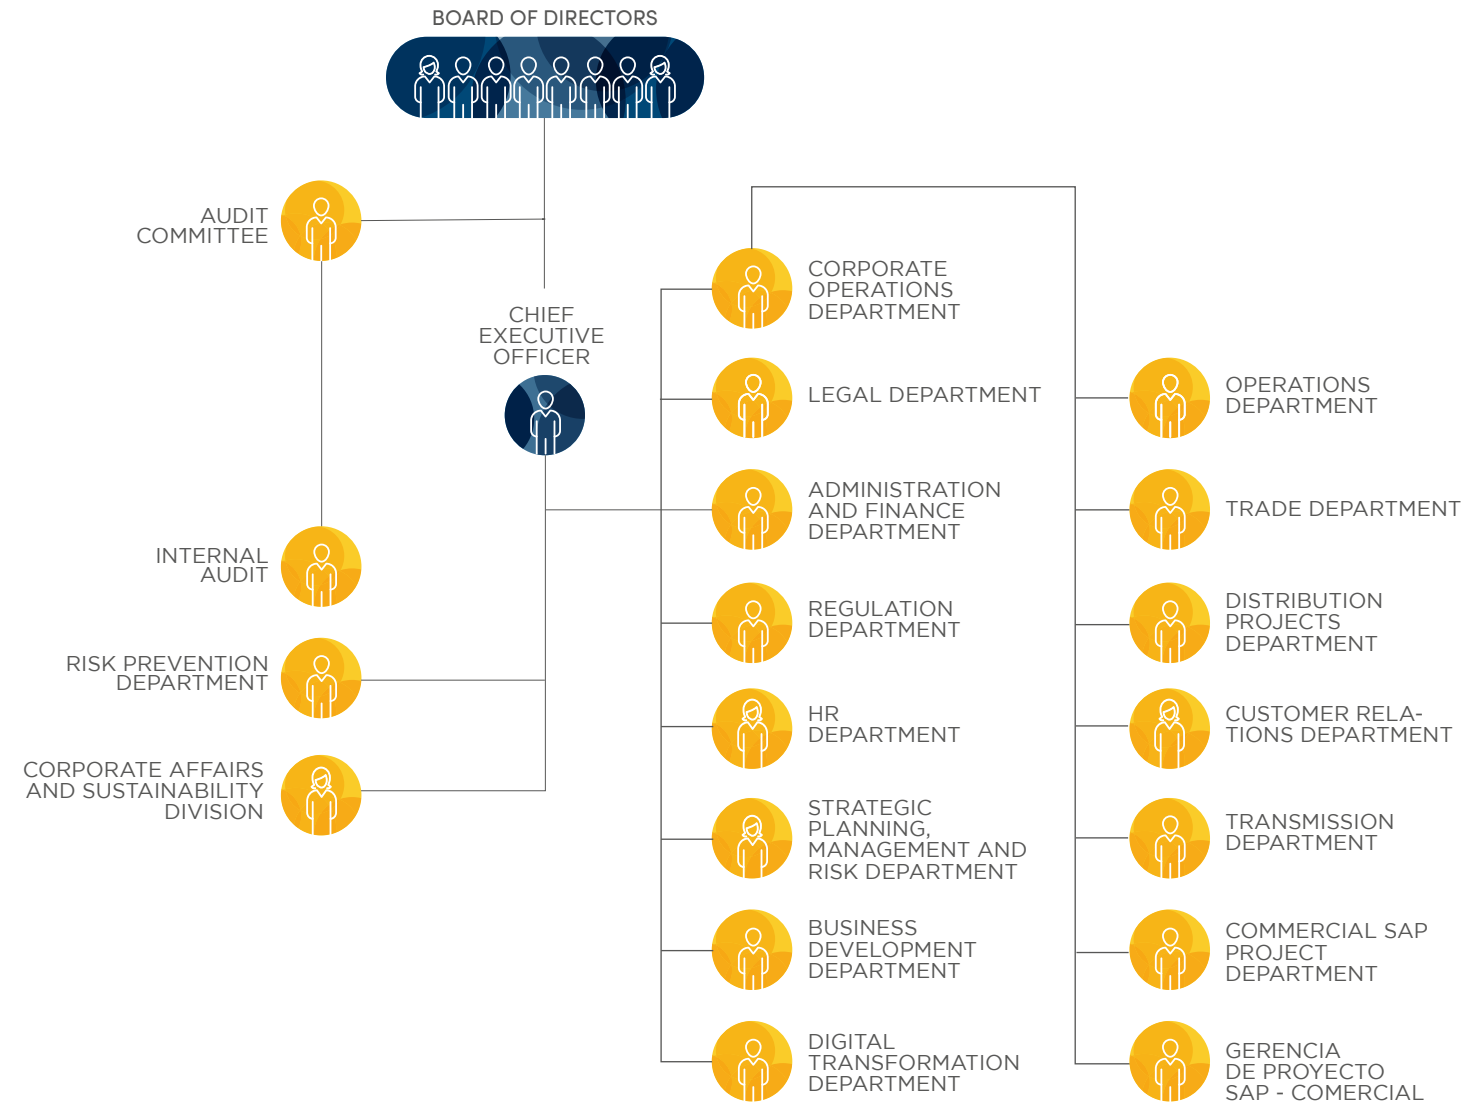 BOARD OF DIRECTORS
AUDIT
COMMITTEE
CHIEF
EXECUTIVE
OFFICER
INTERNAL
AUDIT
RISK PREVENTION
DEPARTMENT
CORPORATE AFFAIRS
AND SUSTAINABILITY
DIVISION
CORPORATE
OPERATIONS
DEPARTMENT
LEGAL DEPARTMENT
ADMINISTRATION
AND FINANCE
DEPARTMENT
REGULATION
DEPARTMENT
HR
DEPARTMENT
STRATEGIC
PLANNING,
MANAGEMENT AND
RISK DEPARTMENT
BUSINESS
DEVELOPMENT
DEPARTMENT
DIGITAL
TRANSFORMATION
DEPARTMENT
OPERATIONS
DEPARTMENT
TRADE DEPARTMENT
DISTRIBUTION
PROJECTS
DEPARTMENT
CUSTOMER RELA-
TIONS DEPARTMENT
TRANSMISSION
DEPARTMENT
COMMERCIAL SAP
PROJECT
DEPARTMENT
GERENCIA
DE PROYECTO
SAP - COMERCIAL